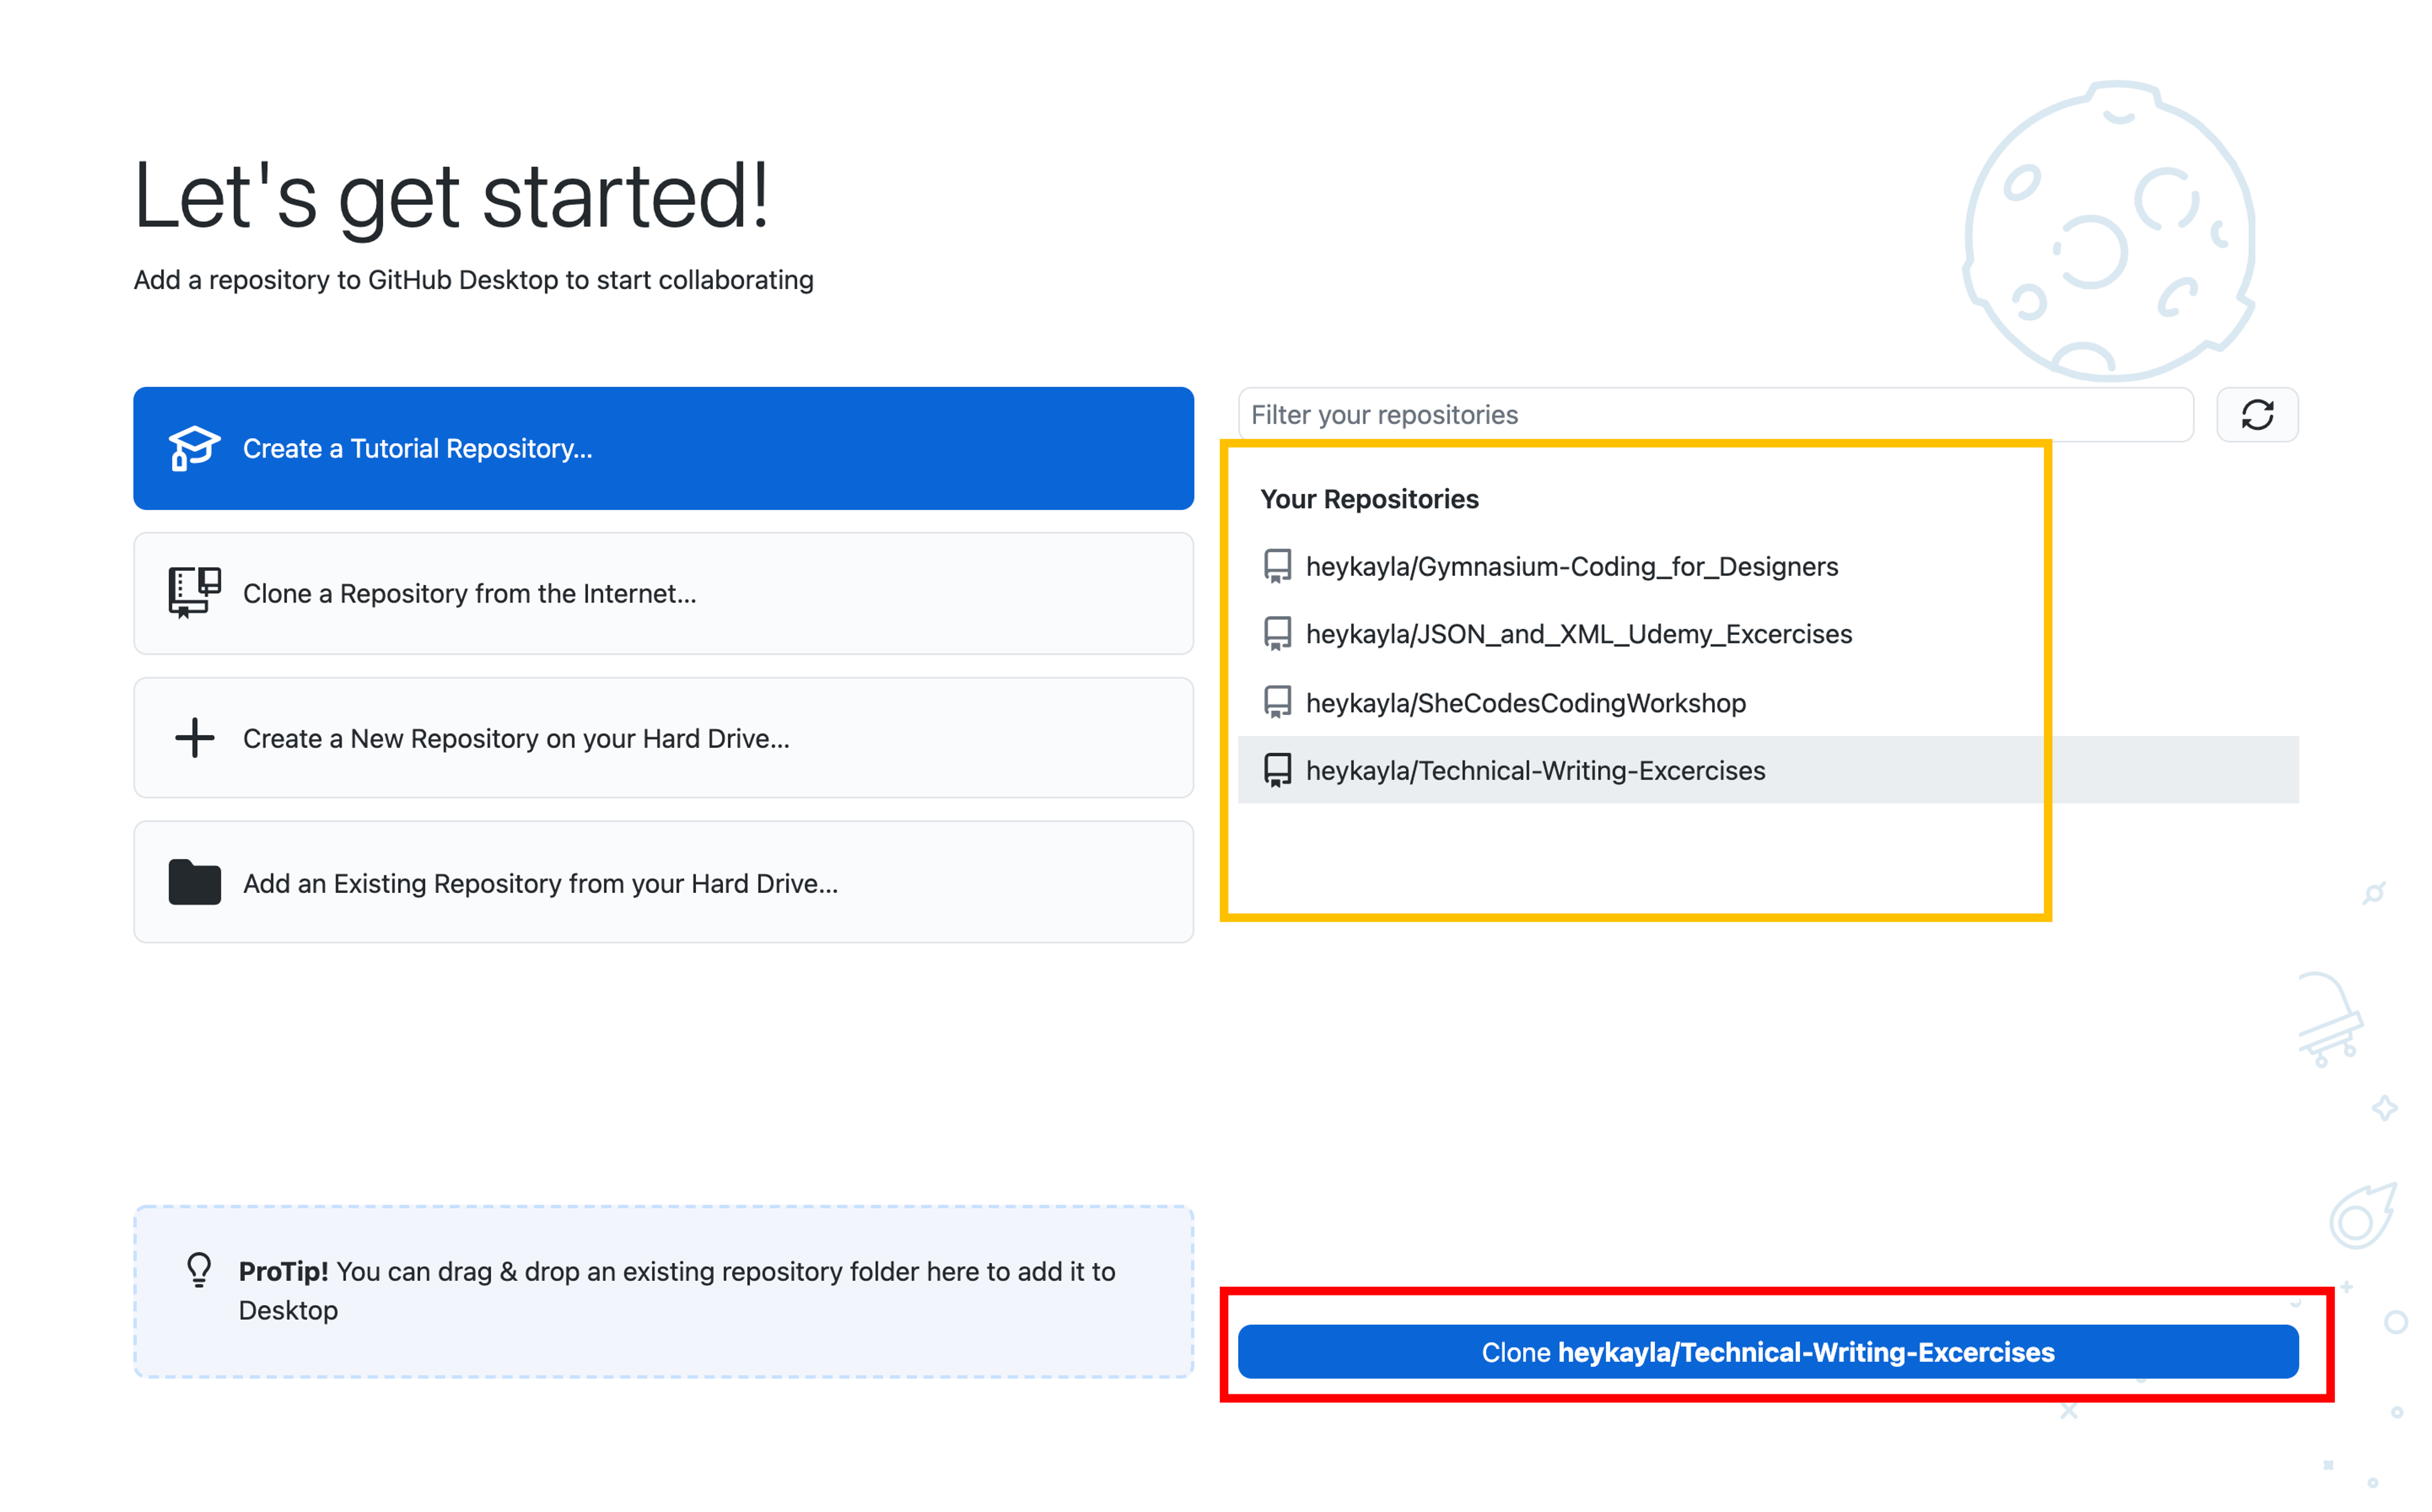 Let's get started!
Add a repository to GitHub Desktop to start collaborating
Create a Tutorial Repository...
Clone a Repository from the Internet...
Create a New Repository on your Hard Drive...
Add an Existing Repository from your Hard Drive...
ProTip! You can drag & drop an existing repository folder here to add it to
Desktop
Filter your repositories
Your Repositories
heykayla/Gymnasium-Coding_for_Designers
heykayla/JSON_and_XML_Udemy_Excercises
heykayla/SheCodesCodingWorkshop
heykayla/Technical-Writing-Excercises
Clone heykayla/Technical-Writing-Excercises